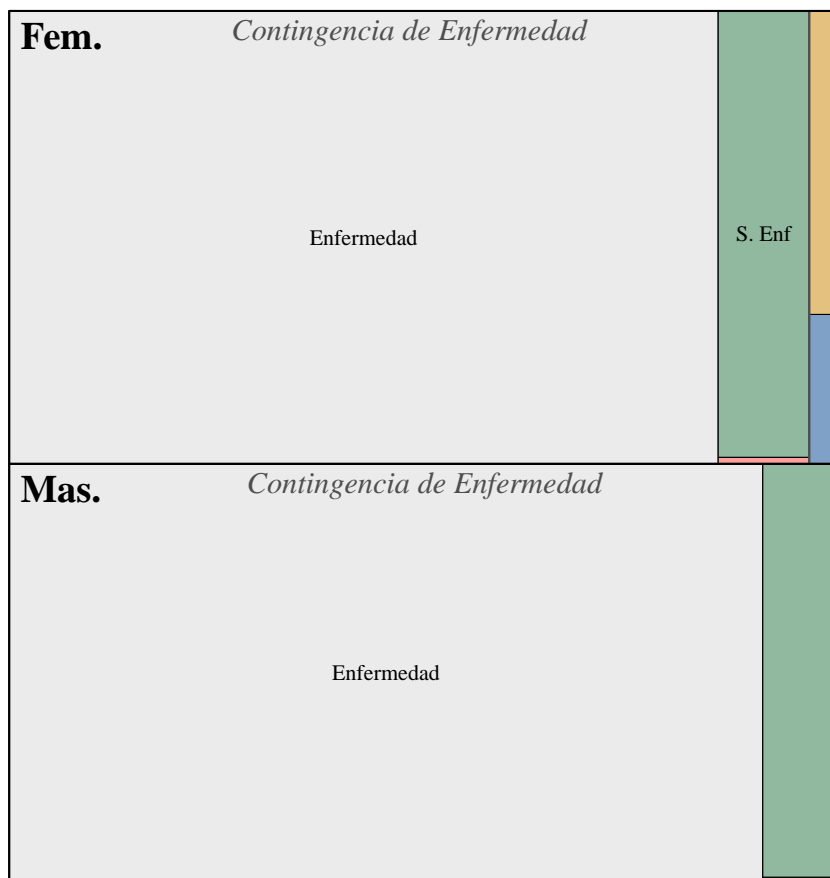 Fem.
Contingencia de Enfermedad
Enfermedad
S. Enf
Mas.
Contingencia de Enfermedad
Enfermedad